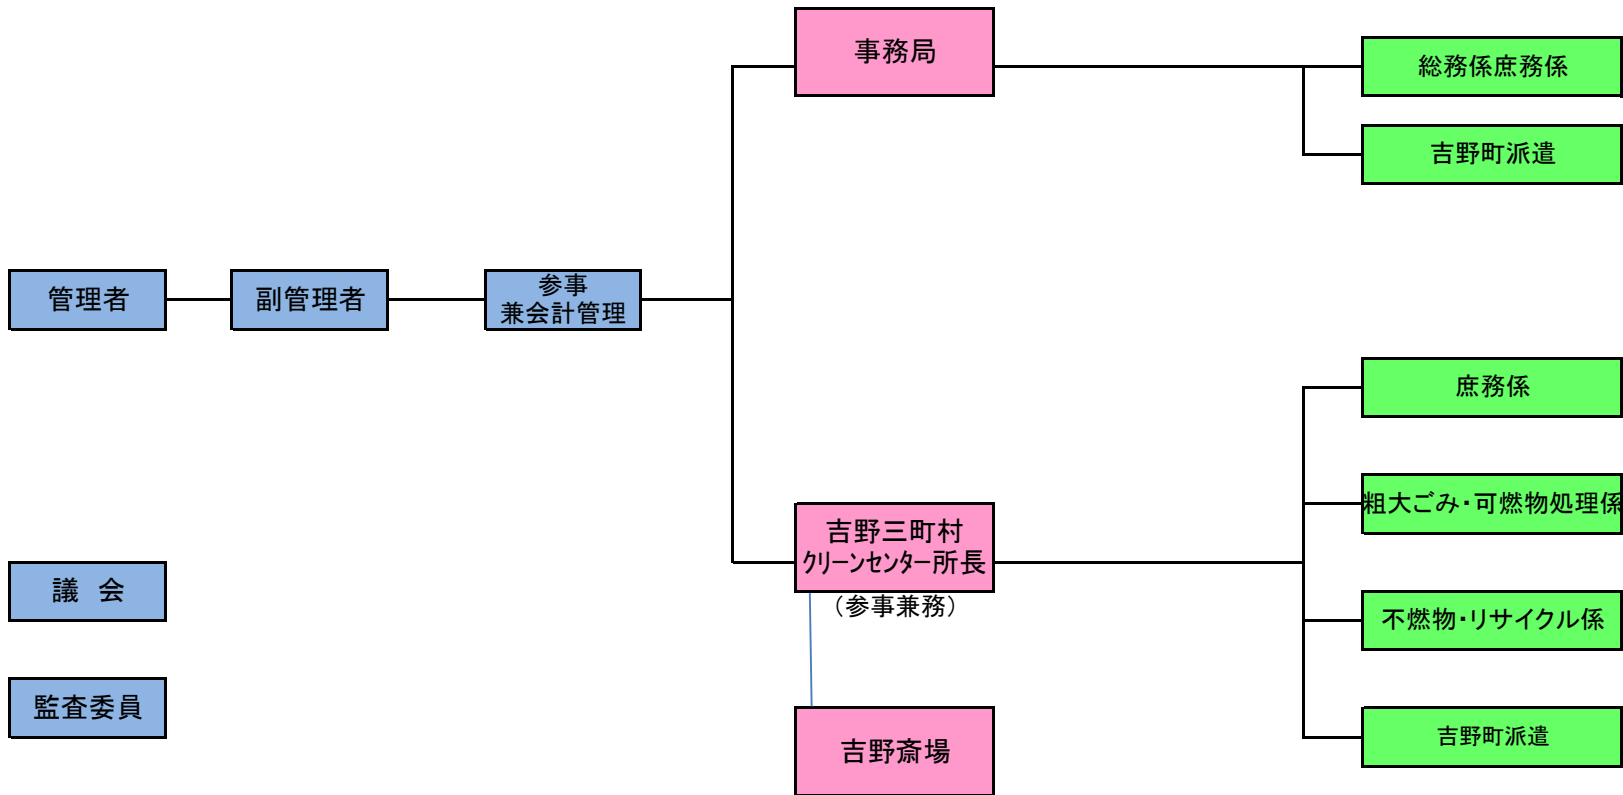 事務局
総務係庶務係
吉野町派遣
管理者
副管理者
参事
兼会計管理
庶務係
粗大ごみ・可燃物処理係
吉野三町村
ｸﾘｰﾝｾﾝﾀｰ所長
（参事兼務）
議　会
不燃物・リサイクル係
監査委員
吉野斎場
吉野町派遣